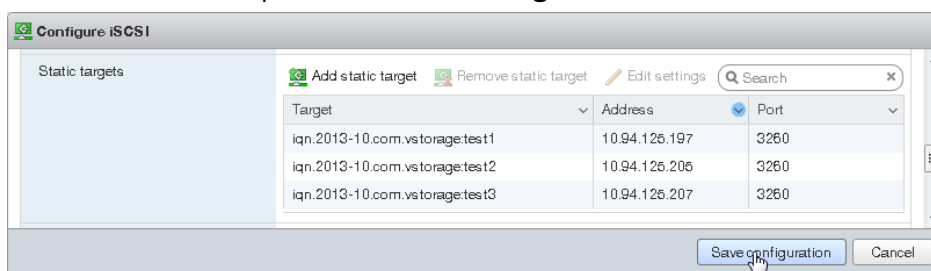 Configure iSCSI
Static targets
Add static target Remove static target Edit settings Search
Target Address Port
iqn.2013-10.com.vstorage:test1 10.94.125.197 3260
iqn.2013-10.com.vstorage:test2 10.94.125.205 3260
iqn.2013-10.com.vstorage:test3 10.94.125.207 3260
Save configuration Cancel